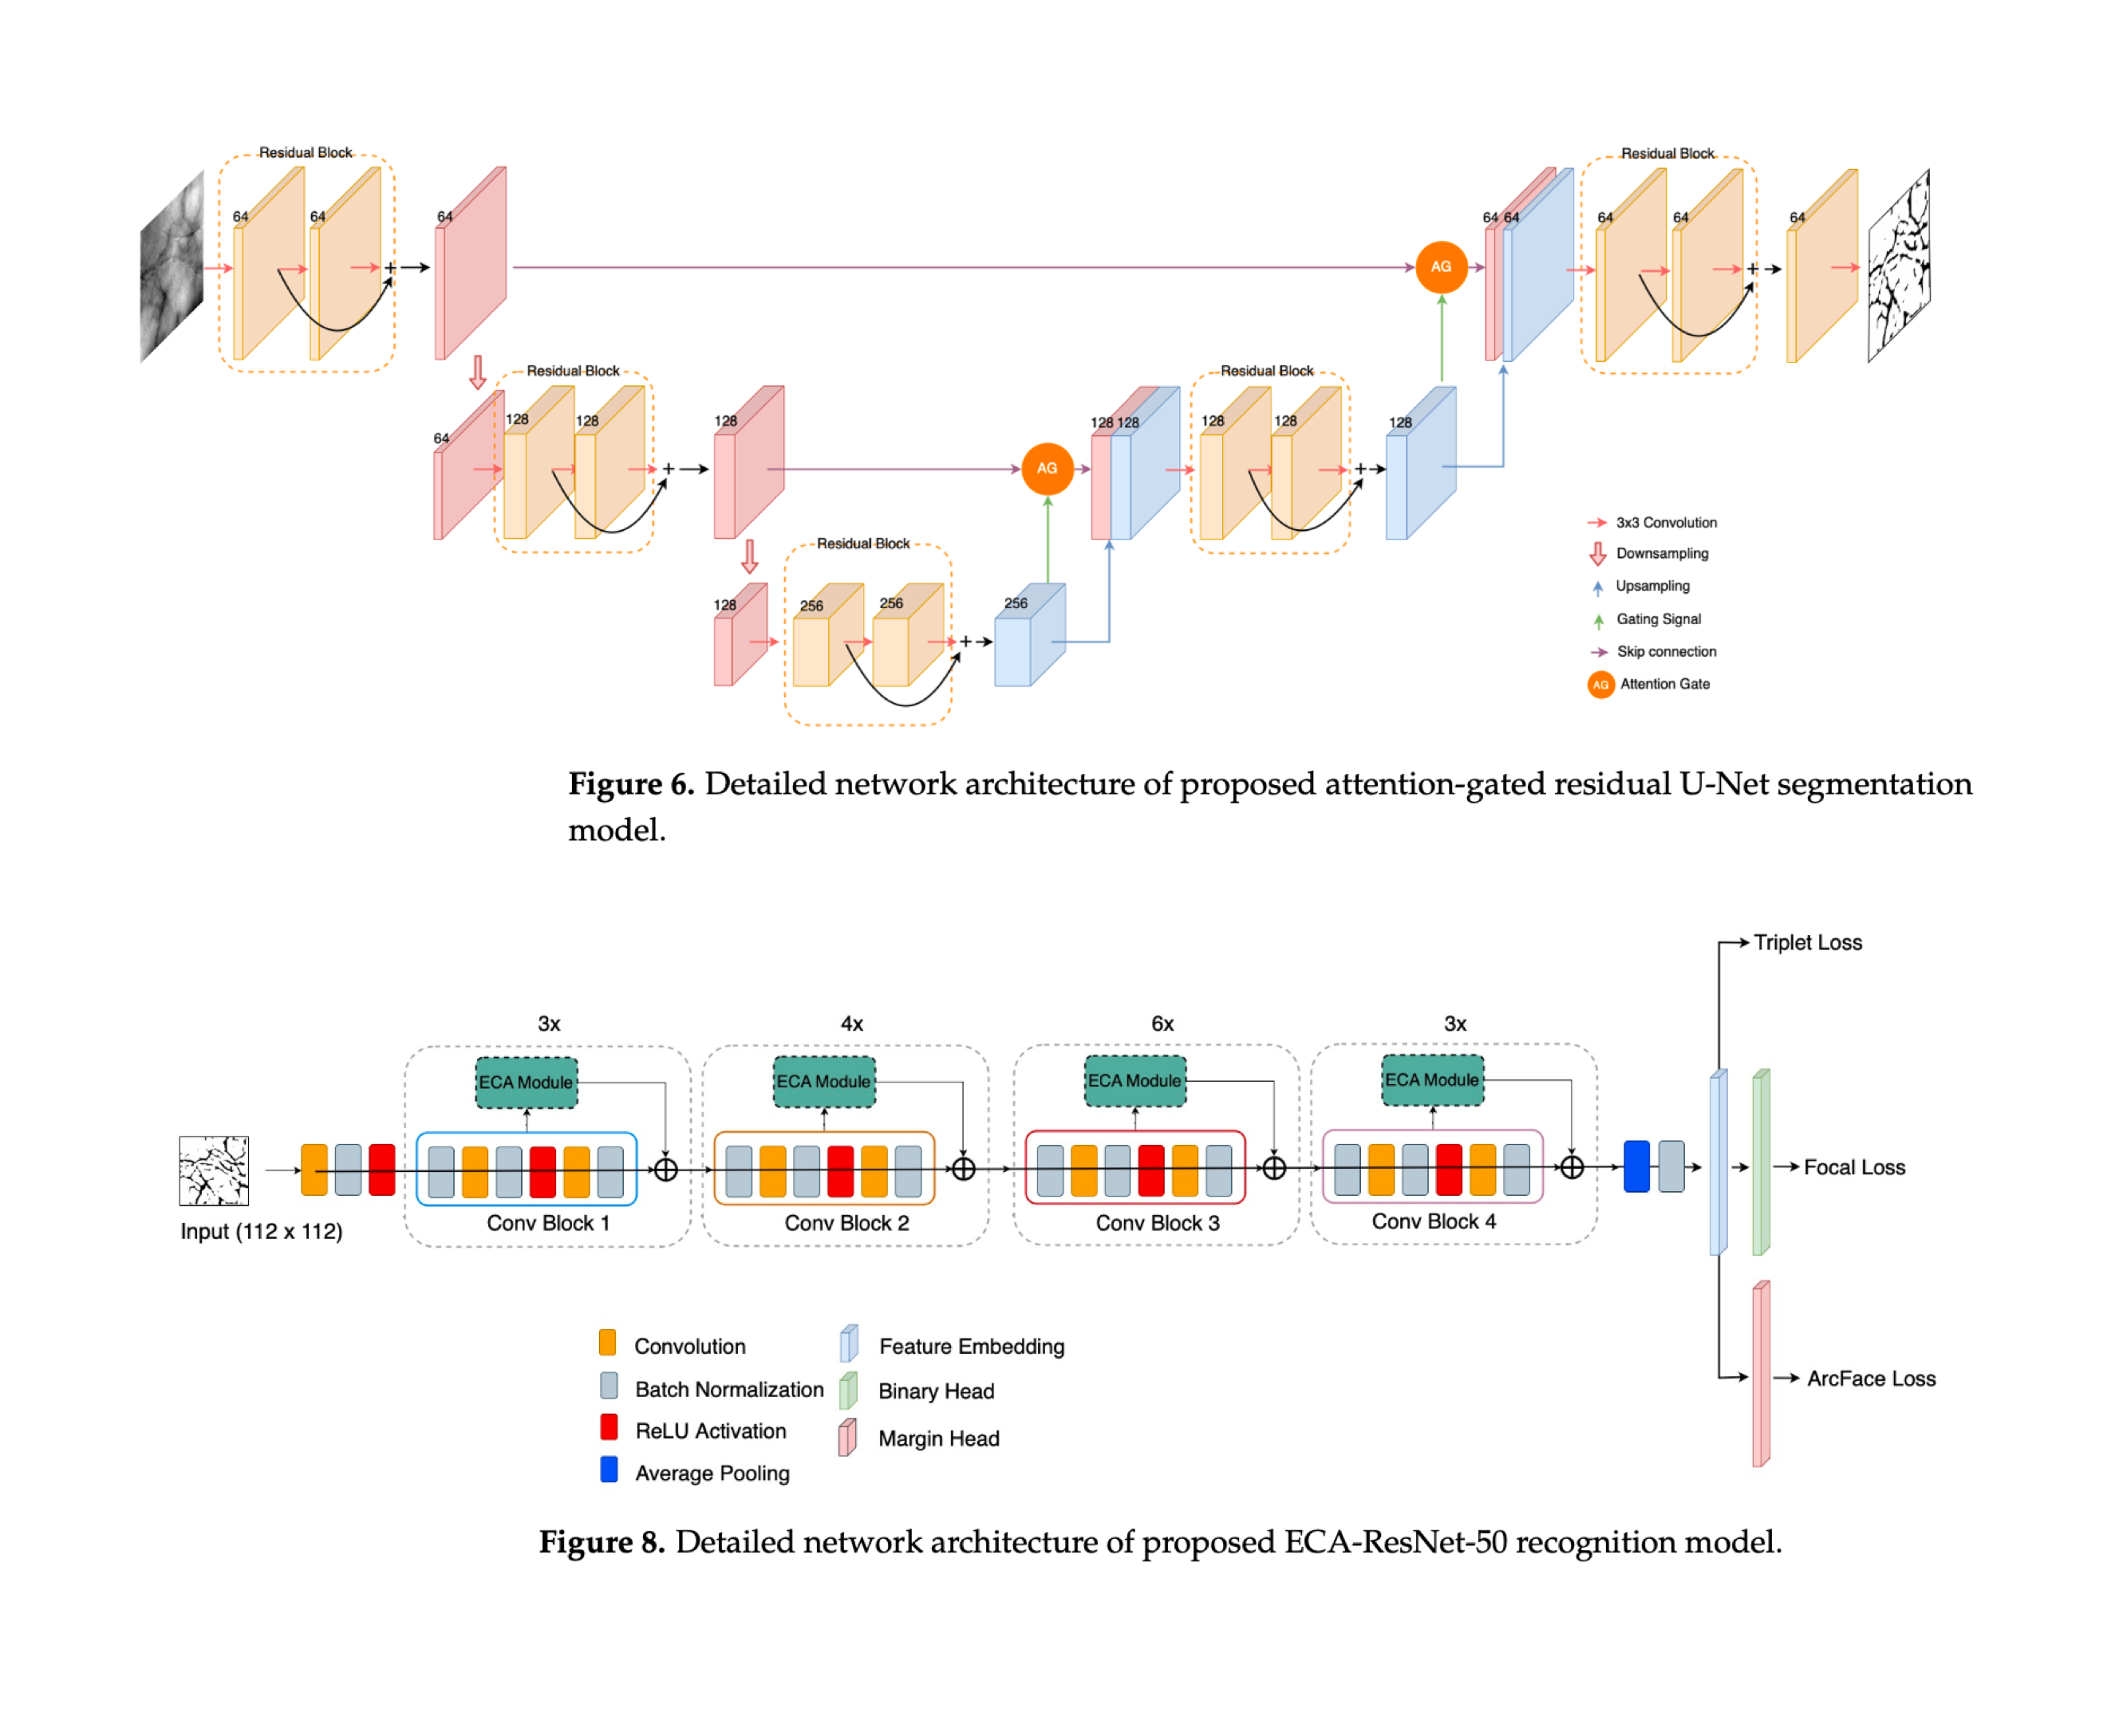 Residual Block
Residual Block
64
64
64
64 64
64
64
64
+
AG
+
Residual Block
Residual Block
64
128
128
128
128 128
128
128
128
+
AG
+
3x3 Convolution
Downsampling
Residual Block
Upsampling
128
256
256
256
Gating Signal
+
Skip connection
AG Attention Gate
Figure 6. Detailed network architecture of proposed attention-gated residual U-Net segmentation
model.
Triplet Loss
3x
4x
6x
3x
ECA Module
ECA Module
ECA Module
ECA Module
Focal Loss
Input (112 x 112)
Conv Block 1
Conv Block 2
Conv Block 3
Conv Block 4
ArcFace Loss
Convolution
Feature Embedding
Batch Normalization
Binary Head
ReLU Activation
Margin Head
Average Pooling
Figure 8. Detailed network architecture of proposed ECA-ResNet-50 recognition model.